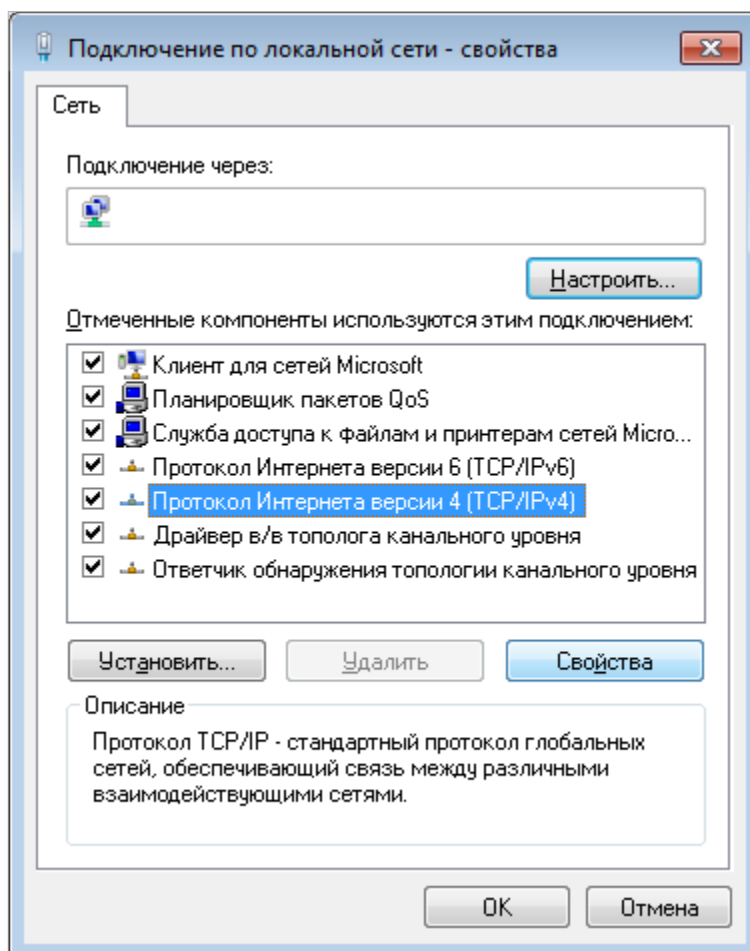 Подключение по локальной сети - свойства
Сеть
Подключение через:
Настроить...
Отмеченные компоненты используются этим подключением:
Клиент для сетей Microsoft
Планировщик пакетов QoS
Служба доступа к файлам и принтерам сетей Micro...
Протокол Интернета версии 6 (TCP/IPv6)
Протокол Интернета версии 4 (TCP/IPv4)
Драйвер в/в тополога канального уровня
Ответчик обнаружения топологии канального уровня
Установить... Удалить Свойства
Описание
Протокол TCP/IP - стандартный протокол глобальных
сетей, обеспечивающий связь между различными
взаимодействующими сетями.
OK Отмена